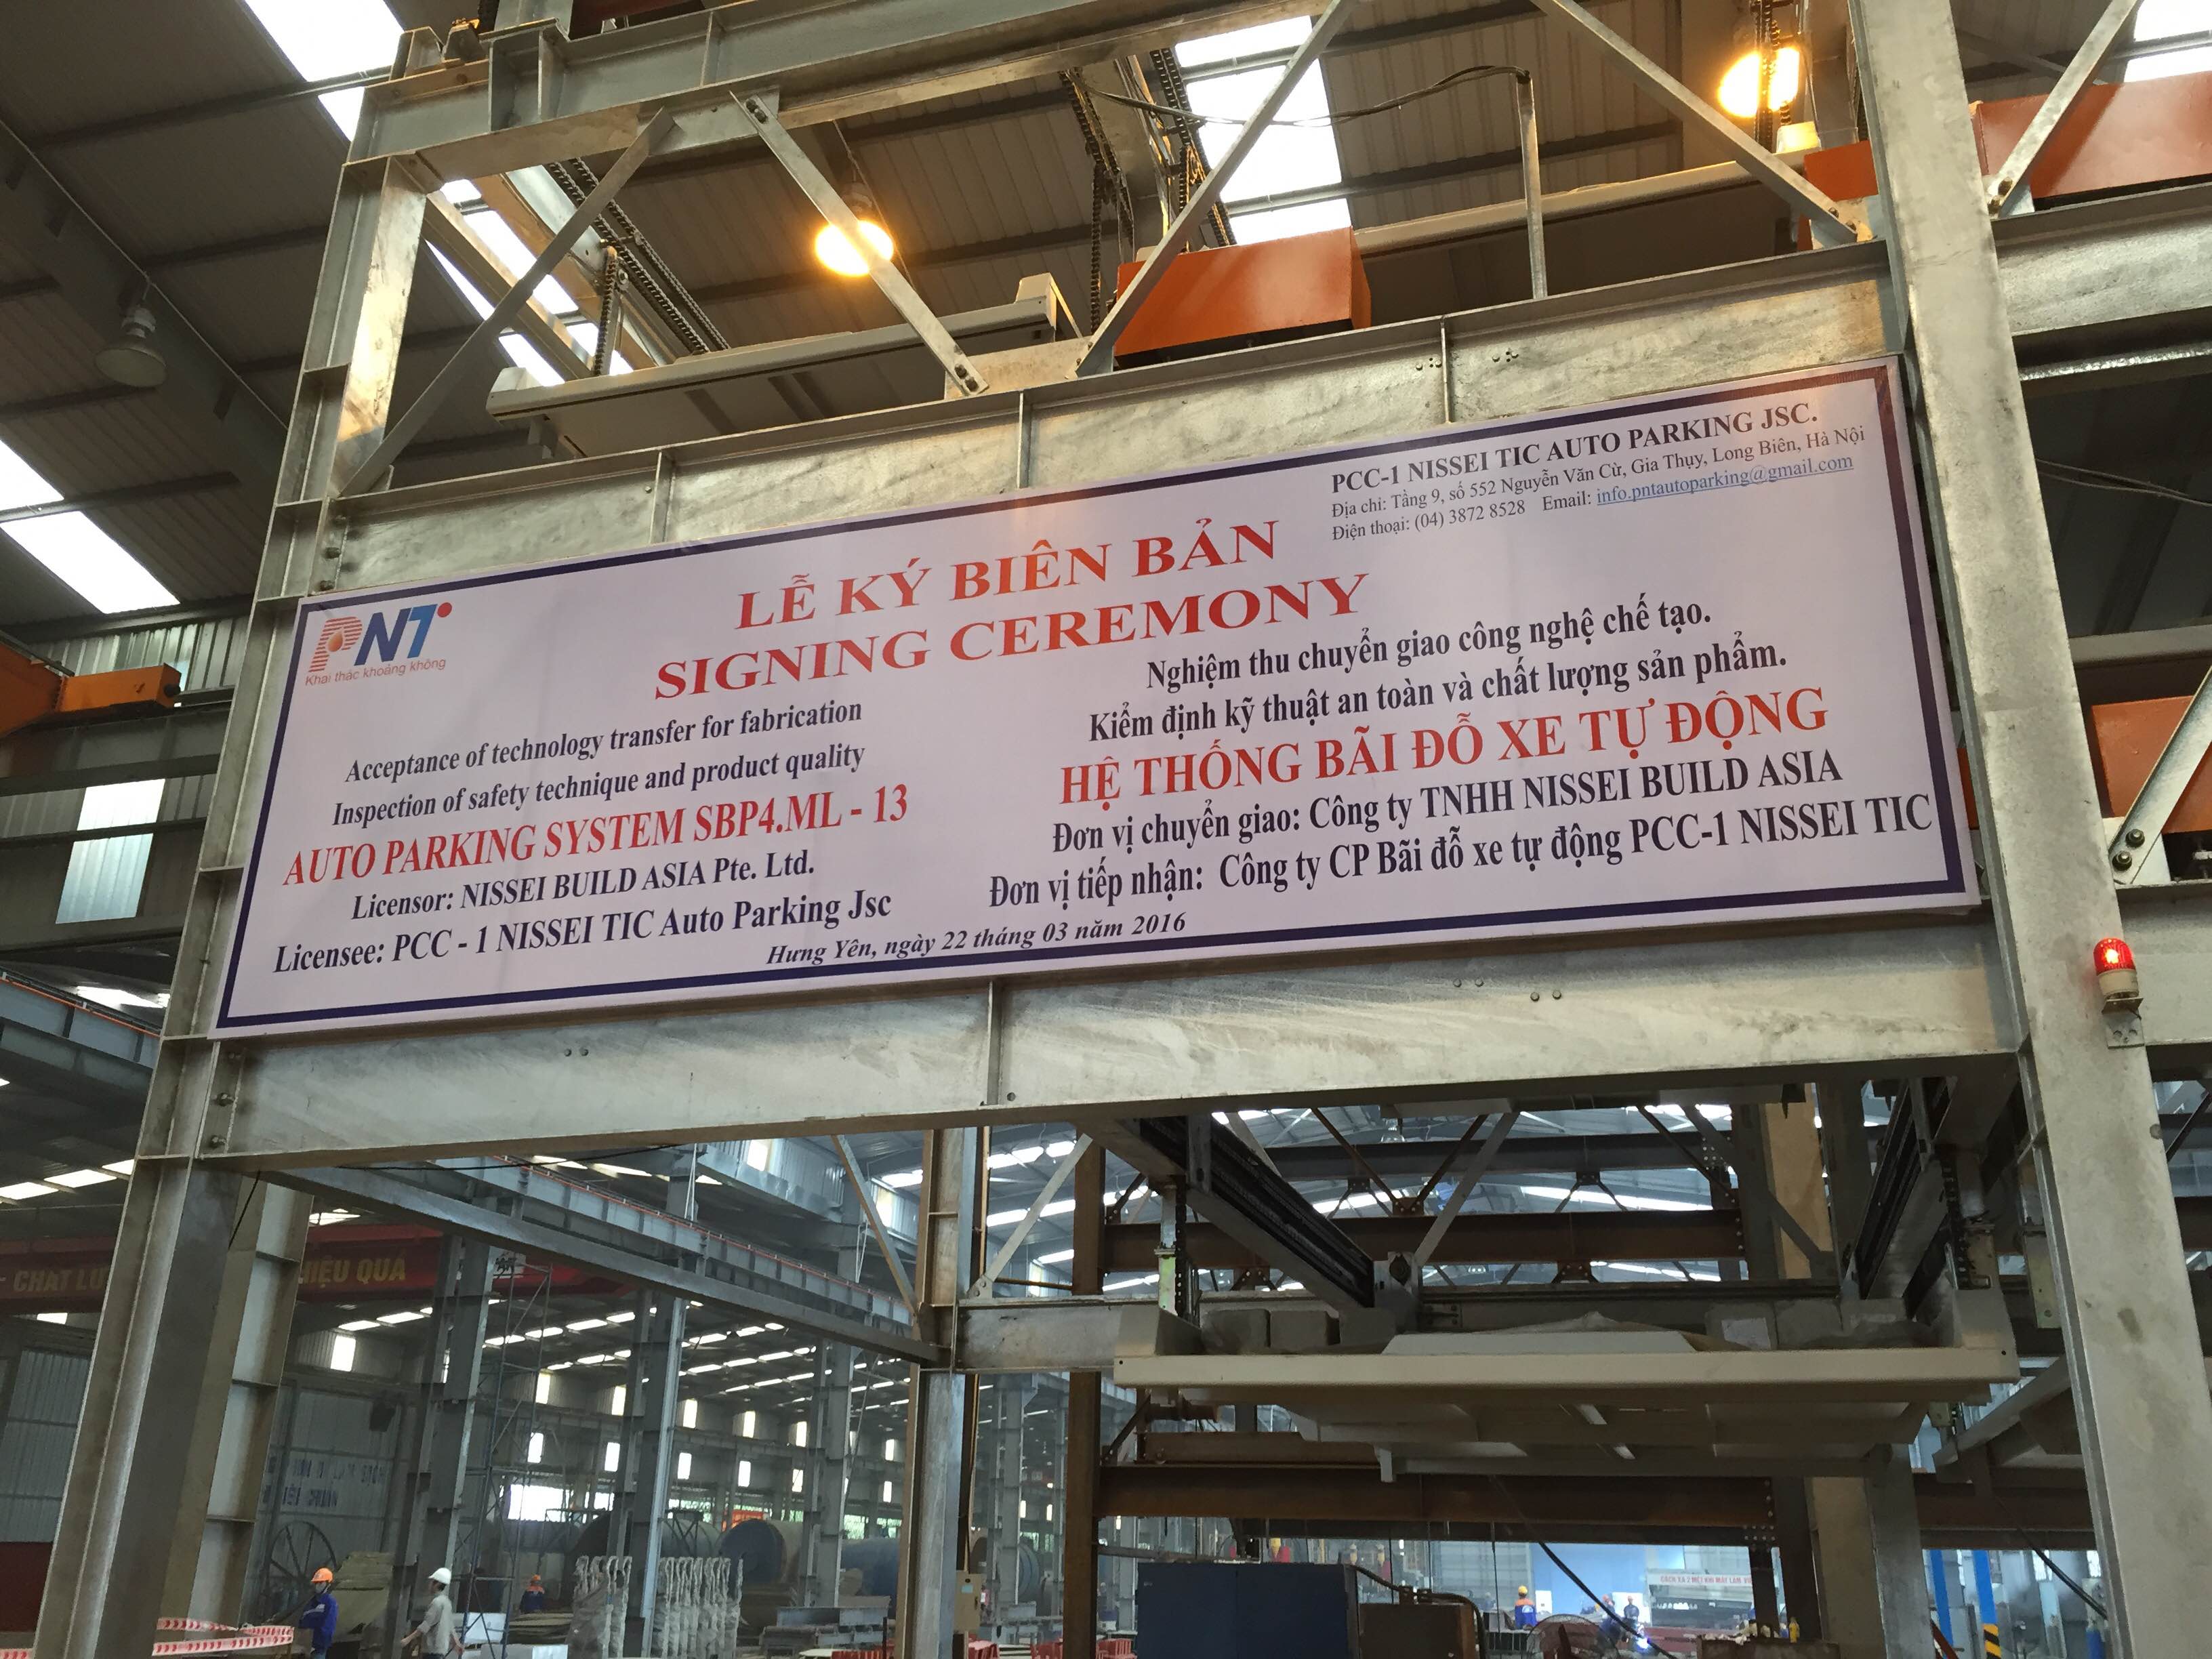 PNT
Khai thác khoảng không
PCC-1 NISSEI TIC AUTO PARKING JSC.
Địa chỉ: Tầng 9, số 552 Nguyễn Văn Cừ, Gia Thụy, Long Biên, Hà Nội
Điện thoại: (04) 3872 8528 Email: info.pntautoparking@gmail.com
LỄ KÝ BIÊN BẢN
SIGNING CEREMONY
Acceptance of technology transfer for fabrication
Inspection of safety technique and product quality
AUTO PARKING SYSTEM SBP4.ML - 13
Licensor: NISSEI BUILD ASIA Pte. Ltd.
Licensee: PCC - 1 NISSEI TIC Auto Parking Jsc
Nghiệm thu chuyển giao công nghệ chế tạo.
Kiểm định kỹ thuật an toàn và chất lượng sản phẩm.
HỆ THỐNG BÃI ĐỖ XE TỰ ĐỘNG
Đơn vị chuyển giao: Công ty TNHH NISSEI BUILD ASIA
Đơn vị tiếp nhận: Công ty CP Bãi đỗ xe tự động PCC-1 NISSEI TIC
Hưng Yên, ngày 22 tháng 03 năm 2016
QUẢ